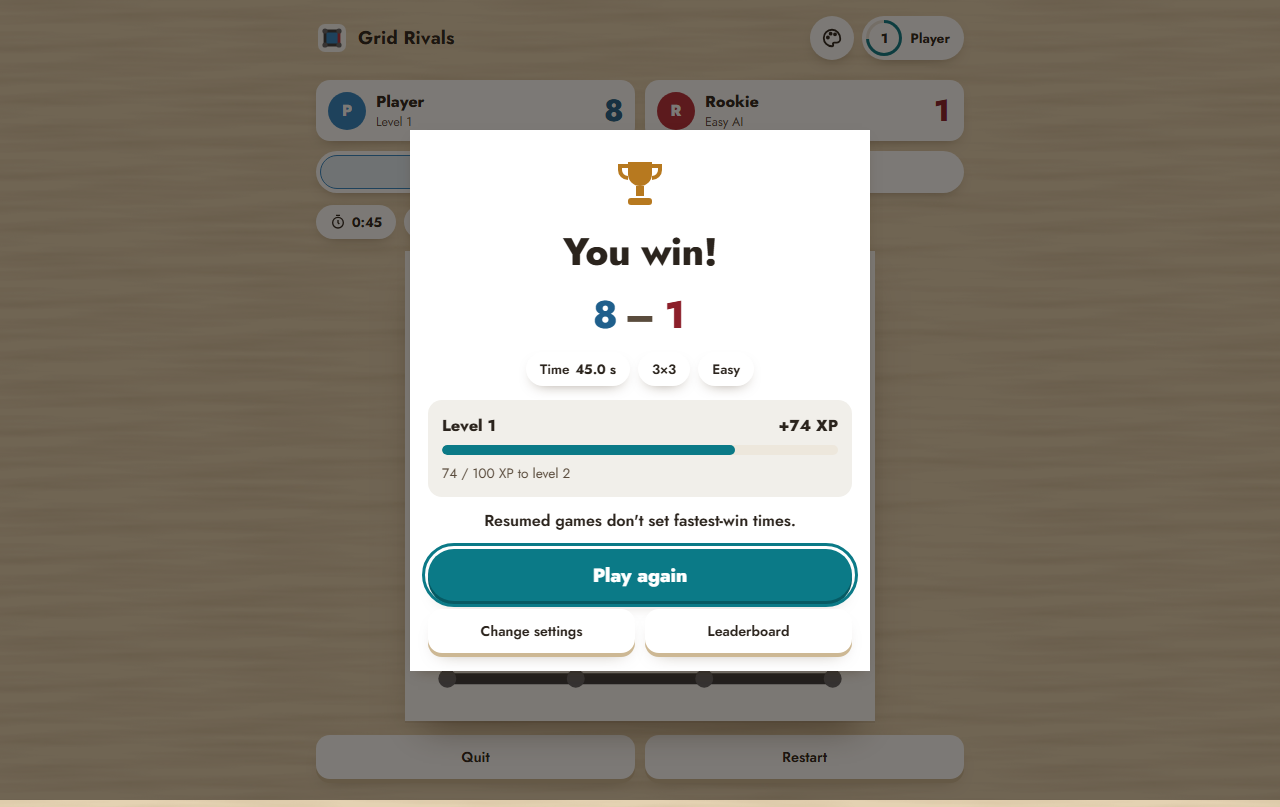 Grid Rivals
1 Player
P Player 8
Level 1
R Rookie 1
Easy AI
0:45
You win!
8 – 1
Time 45.0 s 3×3 Easy
Level 1 +74 XP
74 / 100 XP to level 2
Resumed games don't set fastest-win times.
Play again
Change settings Leaderboard
Quit Restart